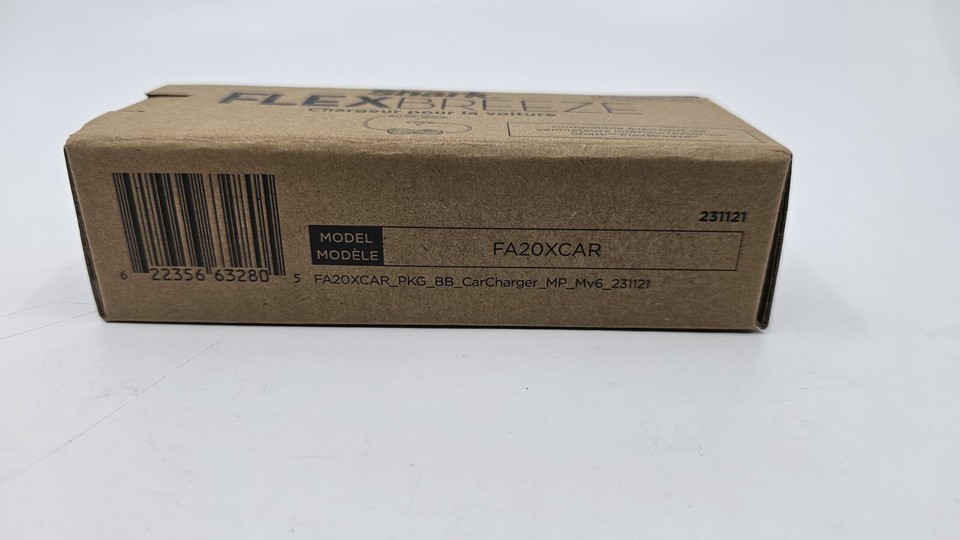 Shark
FLEXBREEZE
Chargeur pour la voiture
231121
MODEL
MODÈLE
FA20XCAR
6 22356 63280 5
FA20XCAR_PKG_BB_CarCharger_MP_Mv6_231121